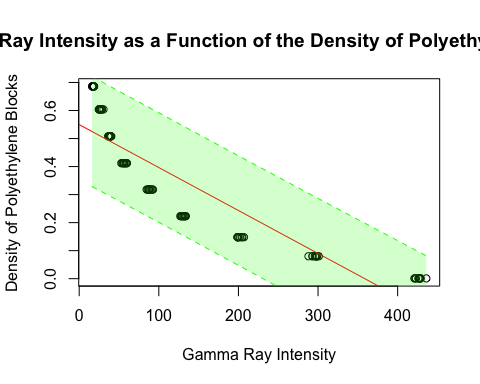 Ray Intensity as a Function of the Density of Polyethy
Density of Polyethylene Blocks
0.6
0.4
0.2
0.0
0 100 200 300 400
Gamma Ray Intensity